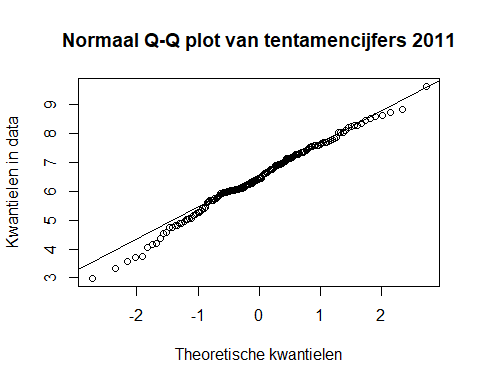 Normaal Q-Q plot van tentamencijfers 2011
Kwantielen in data
9
8
7
6
5
4
3
-2 -1 0 1 2
Theoretische kwantielen